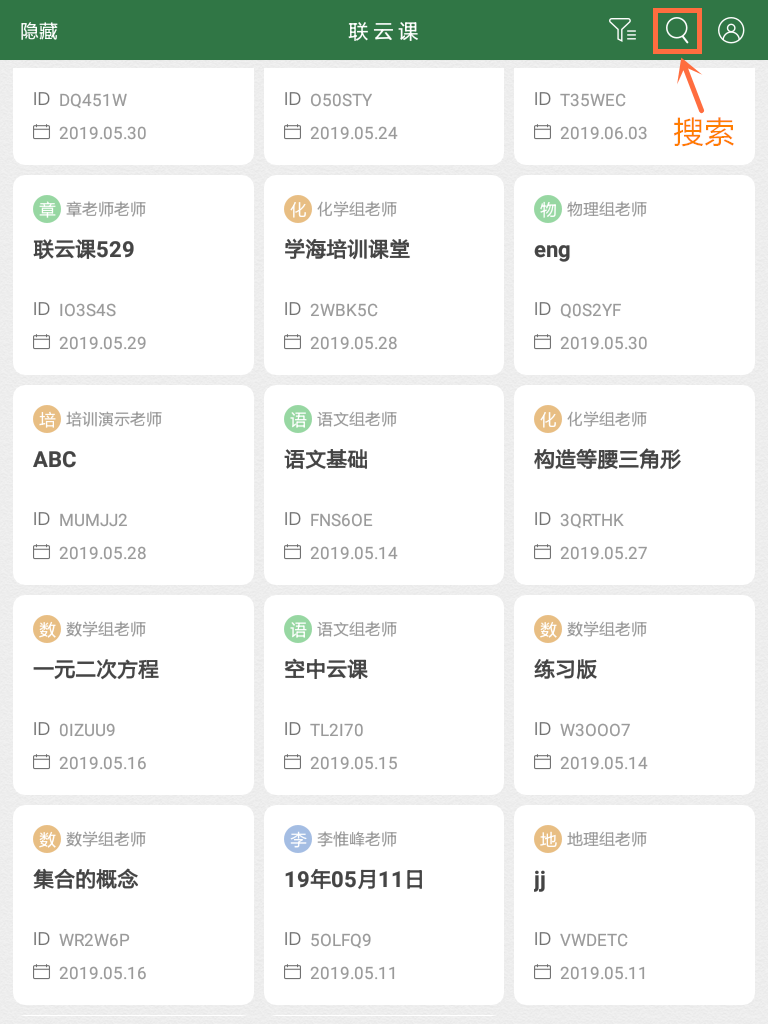 隐藏
联云课
搜索
ID DQ451W
2019.05.30
ID O50STY
2019.05.24
ID T35WEC
2019.06.03
章 章老师老师
联云课529
ID IO3S4S
2019.05.29
化 化学组老师
学海培训课堂
ID 2WBK5C
2019.05.28
物 物理组老师
eng
ID Q0S2YF
2019.05.30
培 培训演示老师
ABC
ID MUMJJ2
2019.05.28
语 语文组老师
语文基础
ID FNS6OE
2019.05.14
化 化学组老师
构造等腰三角形
ID 3QRTHK
2019.05.27
数 数学组老师
一元二次方程
ID 0IZUU9
2019.05.16
语 语文组老师
空中云课
ID TL2I70
2019.05.15
数 数学组老师
练习版
ID W3OOO7
2019.05.14
数 数学组老师
集合的概念
ID WR2W6P
2019.05.16
李 李惟峰老师
19年05月11日
ID 5OLFQ9
2019.05.11
地 地理组老师
jj
ID VWDETC
2019.05.11